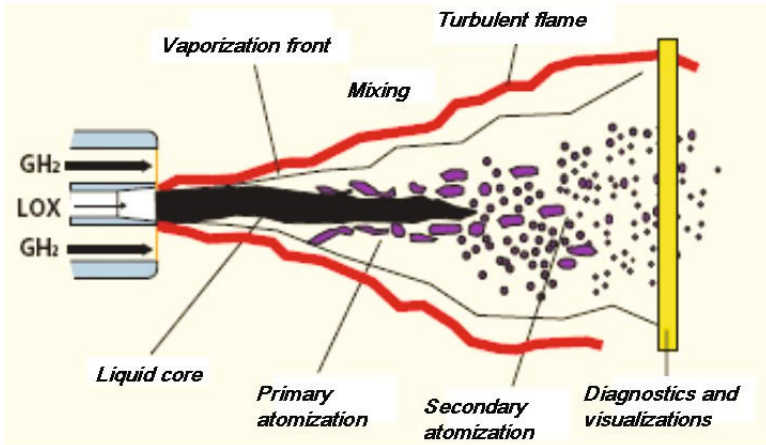 Turbulent flame
Vaporization front
Mixing
GH₂
LOX
GH₂
Liquid core
Primary
atomization
Secondary
atomization
Diagnostics and
visualizations